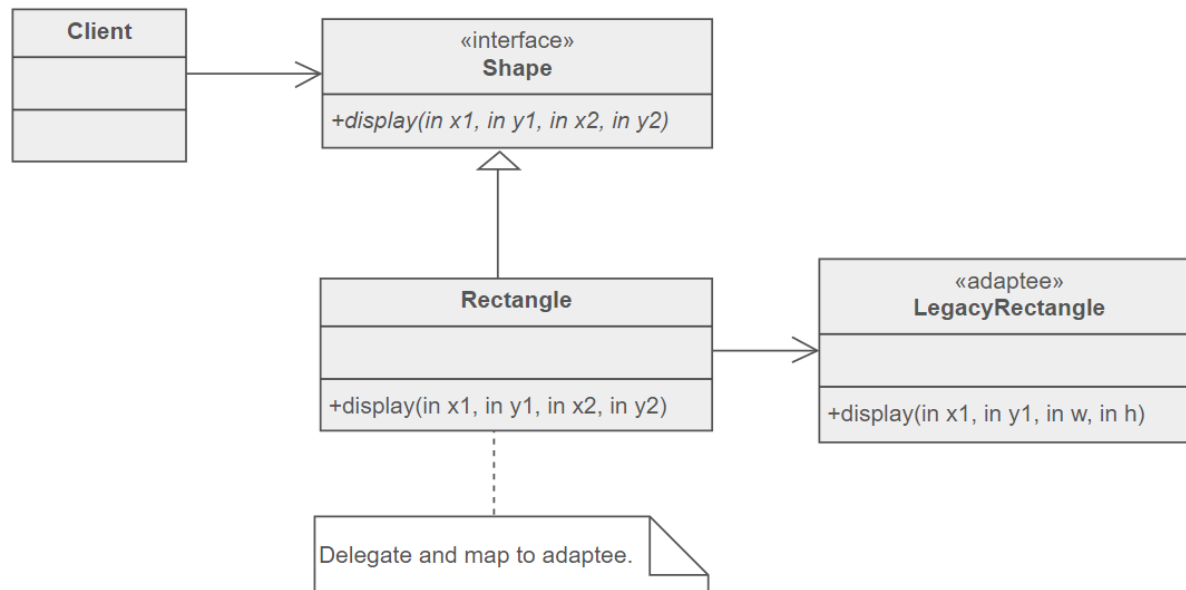 Client
«interface»
Shape
+display(in x1, in y1, in x2, in y2)
Rectangle
+display(in x1, in y1, in x2, in y2)
«adaptee»
LegacyRectangle
+display(in x1, in y1, in w, in h)
Delegate and map to adaptee.